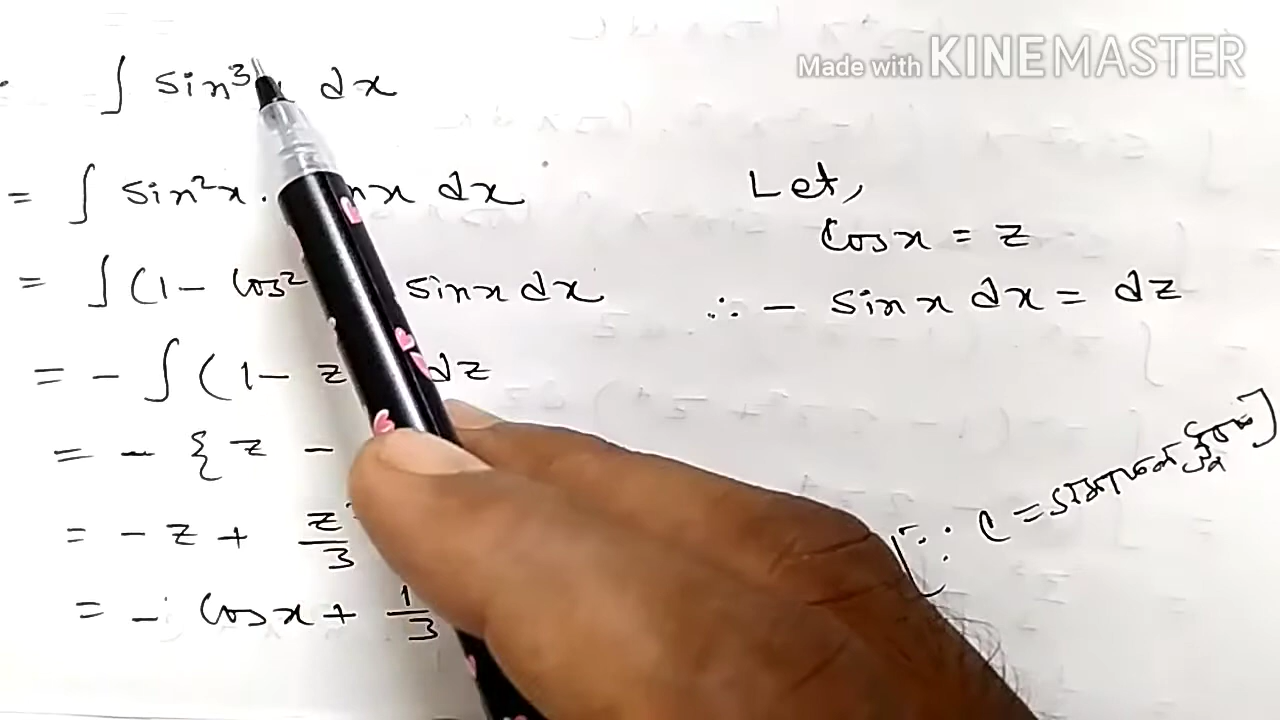 Made with KINEMASTER
∫ sin³ dx
= ∫ sin²x . nx dx
= ∫ (1 - cos² sinx dx
= - ∫ (1 - z dz
= - { z -
= - z + z/3
= - cosx + 1/3
Let,
cosx = z
∴ - sinx dx = dz
[∵ c =